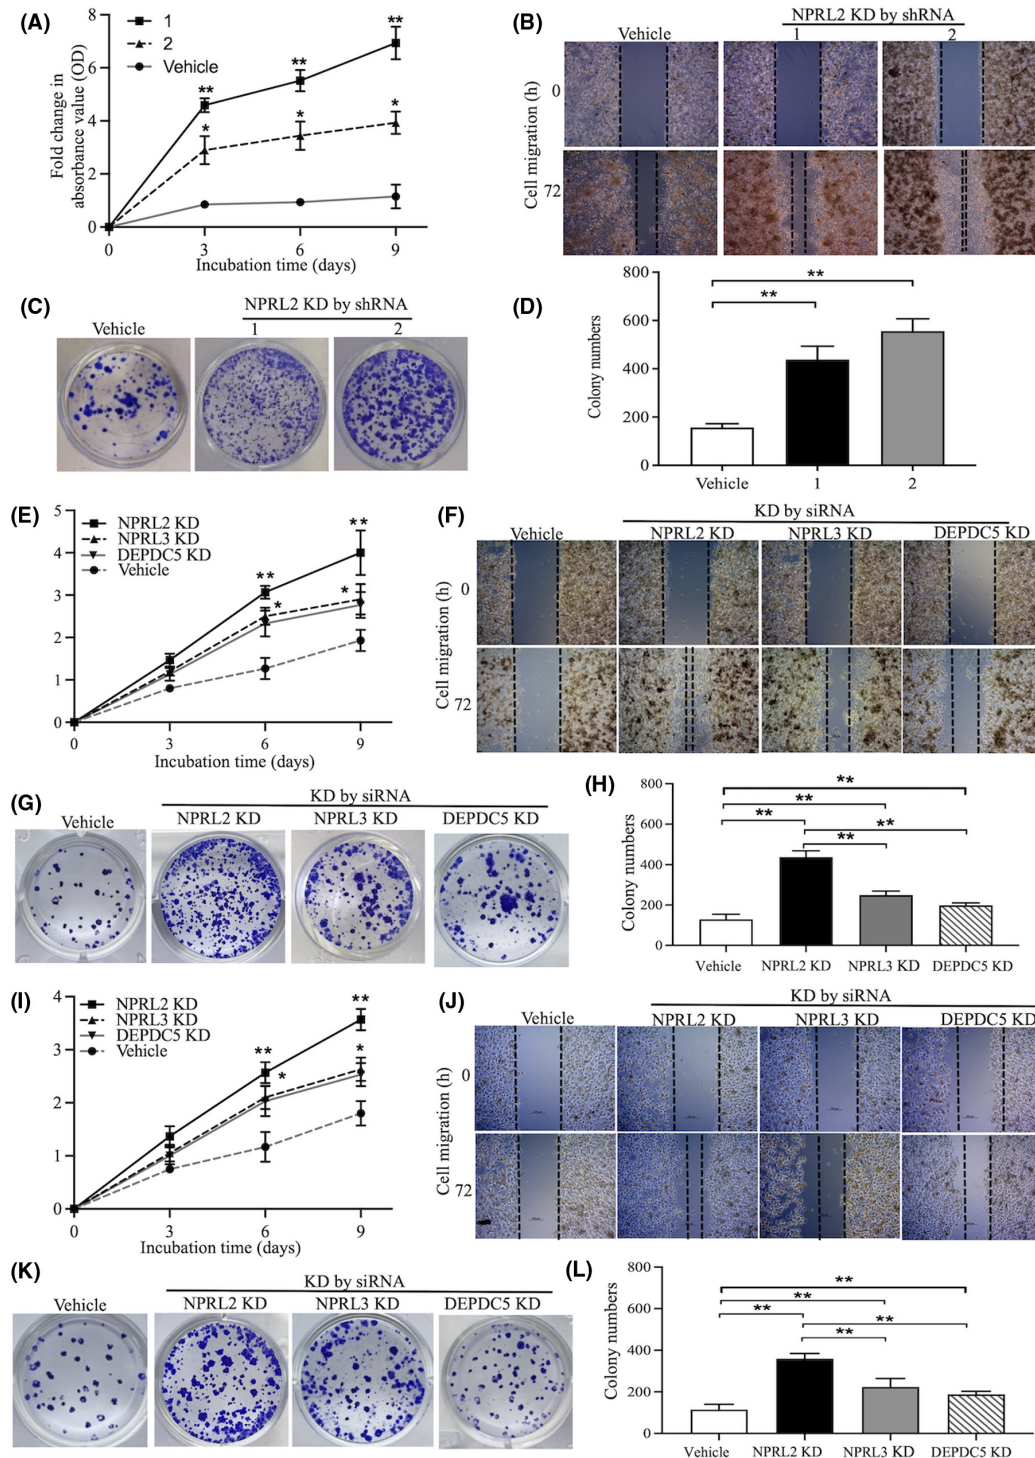 (A)
8
6
4
2
0
Fold change in
absorbance value (OD)
1
2
Vehicle
**
**
**
*
*
*
0 3 6 9
Incubation time (days)
(B)
NPRL2 KD by shRNA
Vehicle 1 2
Cell migration (h)
0
72
(C)
NPRL2 KD by shRNA
Vehicle 1 2
(D)
800
600
400
200
0
Colony numbers
**
**
Vehicle 1 2
(E)
5
4
3
2
1
0
NPRL2 KD
NPRL3 KD
DEPDC5 KD
Vehicle
**
**
*
*
0 3 6 9
Incubation time (days)
(F)
KD by siRNA
Vehicle NPRL2 KD NPRL3 KD DEPDC5 KD
Cell migration (h)
0
72
(G)
KD by siRNA
Vehicle NPRL2 KD NPRL3 KD DEPDC5 KD
(H)
800
600
400
200
0
Colony numbers
**
**
**
**
**
Vehicle NPRL2 KD NPRL3 KD DEPDC5 KD
(I)
4
3
2
1
0
NPRL2 KD
NPRL3 KD
DEPDC5 KD
Vehicle
**
**
*
*
0 3 6 9
Incubation time (days)
(J)
KD by siRNA
Vehicle NPRL2 KD NPRL3 KD DEPDC5 KD
Cell migration (h)
0
72
(K)
KD by siRNA
Vehicle NPRL2 KD NPRL3 KD DEPDC5 KD
(L)
800
600
400
200
0
Colony numbers
**
**
**
**
**
Vehicle NPRL2 KD NPRL3 KD DEPDC5 KD